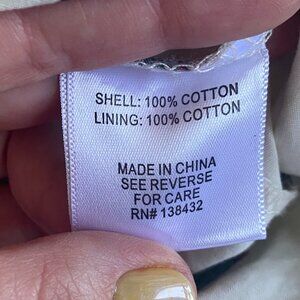 SHELL: 100% COTTON
LINING: 100% COTTON
MADE IN CHINA
SEE REVERSE
FOR CARE
RN# 138432